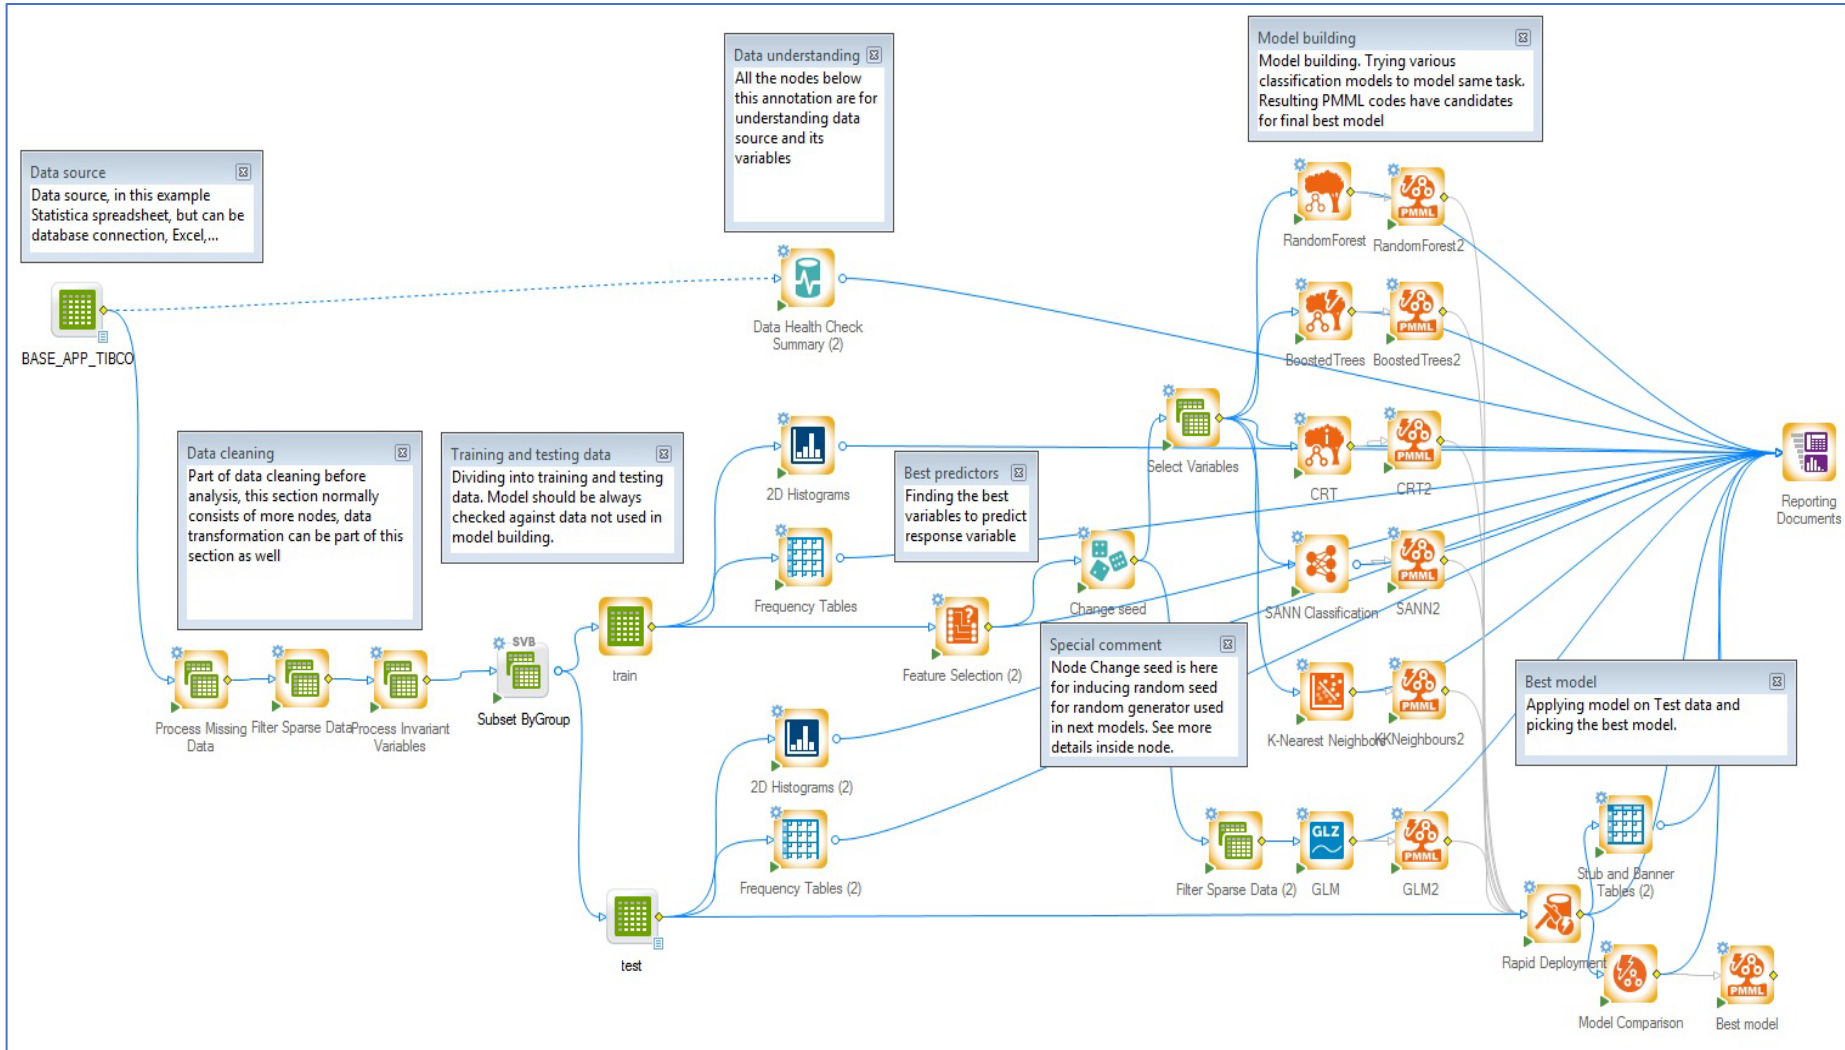 Data understanding
All the nodes below
this annotation are for
understanding data
source and its
variables
Model building
Model building. Trying various
classification models to model same task.
Resulting PMML codes have candidates
for final best model
Data source
Data source, in this example
Statistica spreadsheet, but can be
database connection, Excel,...
BASE_APP_TIBCO
Data Health Check
Summary (2)
PMML
RandomForest
RandomForest2
PMML
BoostedTrees
BoostedTrees2
Data cleaning
Part of data cleaning before
analysis, this section normally
consists of more nodes, data
transformation can be part of this
section as well
Training and testing data
Dividing into training and testing
data. Model should be always
checked against data not used in
model building.
2D Histograms
Frequency Tables
Best predictors
Finding the best
variables to predict
response variable
Select Variables
PMML
CRT
CRT2
Reporting
Documents
Change seed
PMML
SANN Classification
SANN2
Process Missing
Data
Filter Sparse Data
Process Invariant
Variables
SVB
Subset ByGroup
train
Feature Selection (2)
Special comment
Node Change seed is here
for inducing random seed
for random generator used
in next models. See more
details inside node.
PMML
K-Nearest Neighbors
KNeighbours2
Best model
Applying model on Test data and
picking the best model.
2D Histograms (2)
Frequency Tables (2)
test
Filter Sparse Data (2)
GLZ
GLM
PMML
GLM2
Stub and Banner
Tables (2)
Rapid Deployment
Model Comparison
PMML
Best model